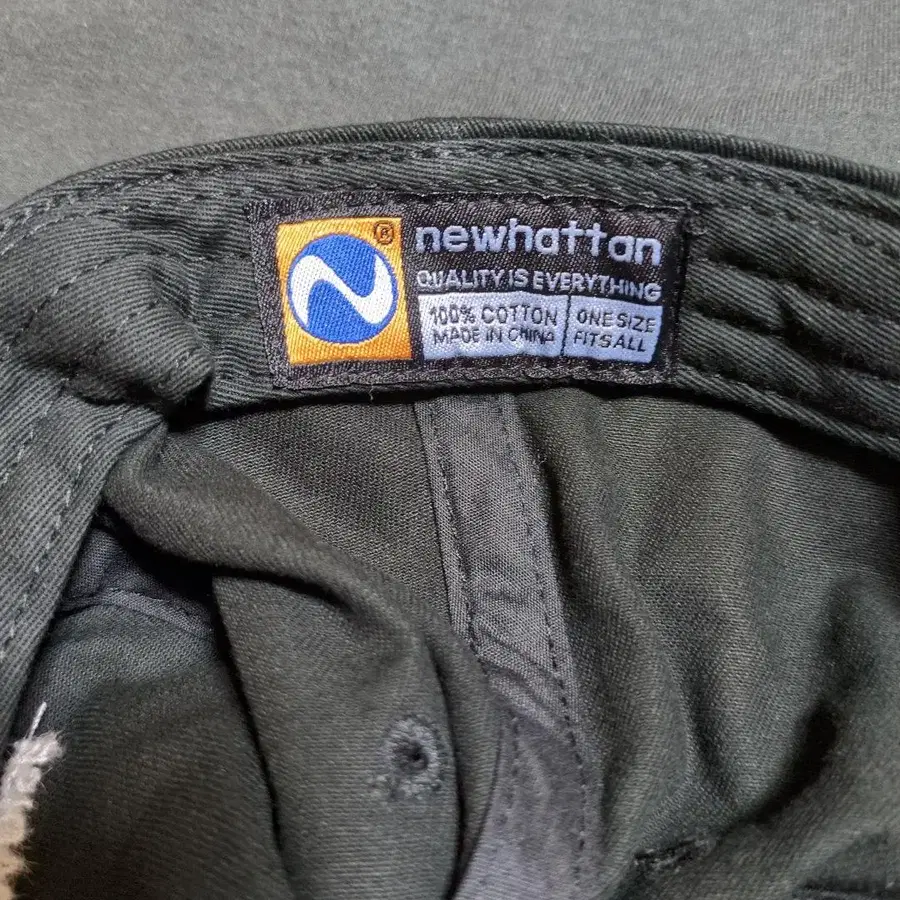 ®
newhattan
QUALITY IS EVERYTHING
100% COTTON
MADE IN CHINA
ONE SIZE
FITS ALL